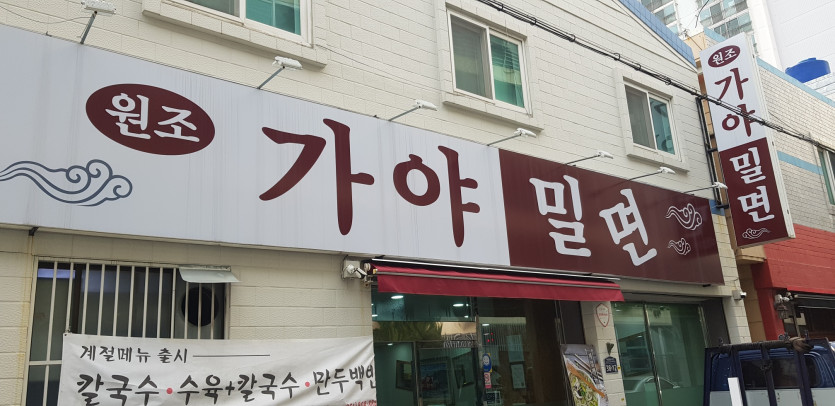 원조
가야 밀면
원조
가야
밀면
계절메뉴 출시
칼국수·수육+칼국수·만두백반